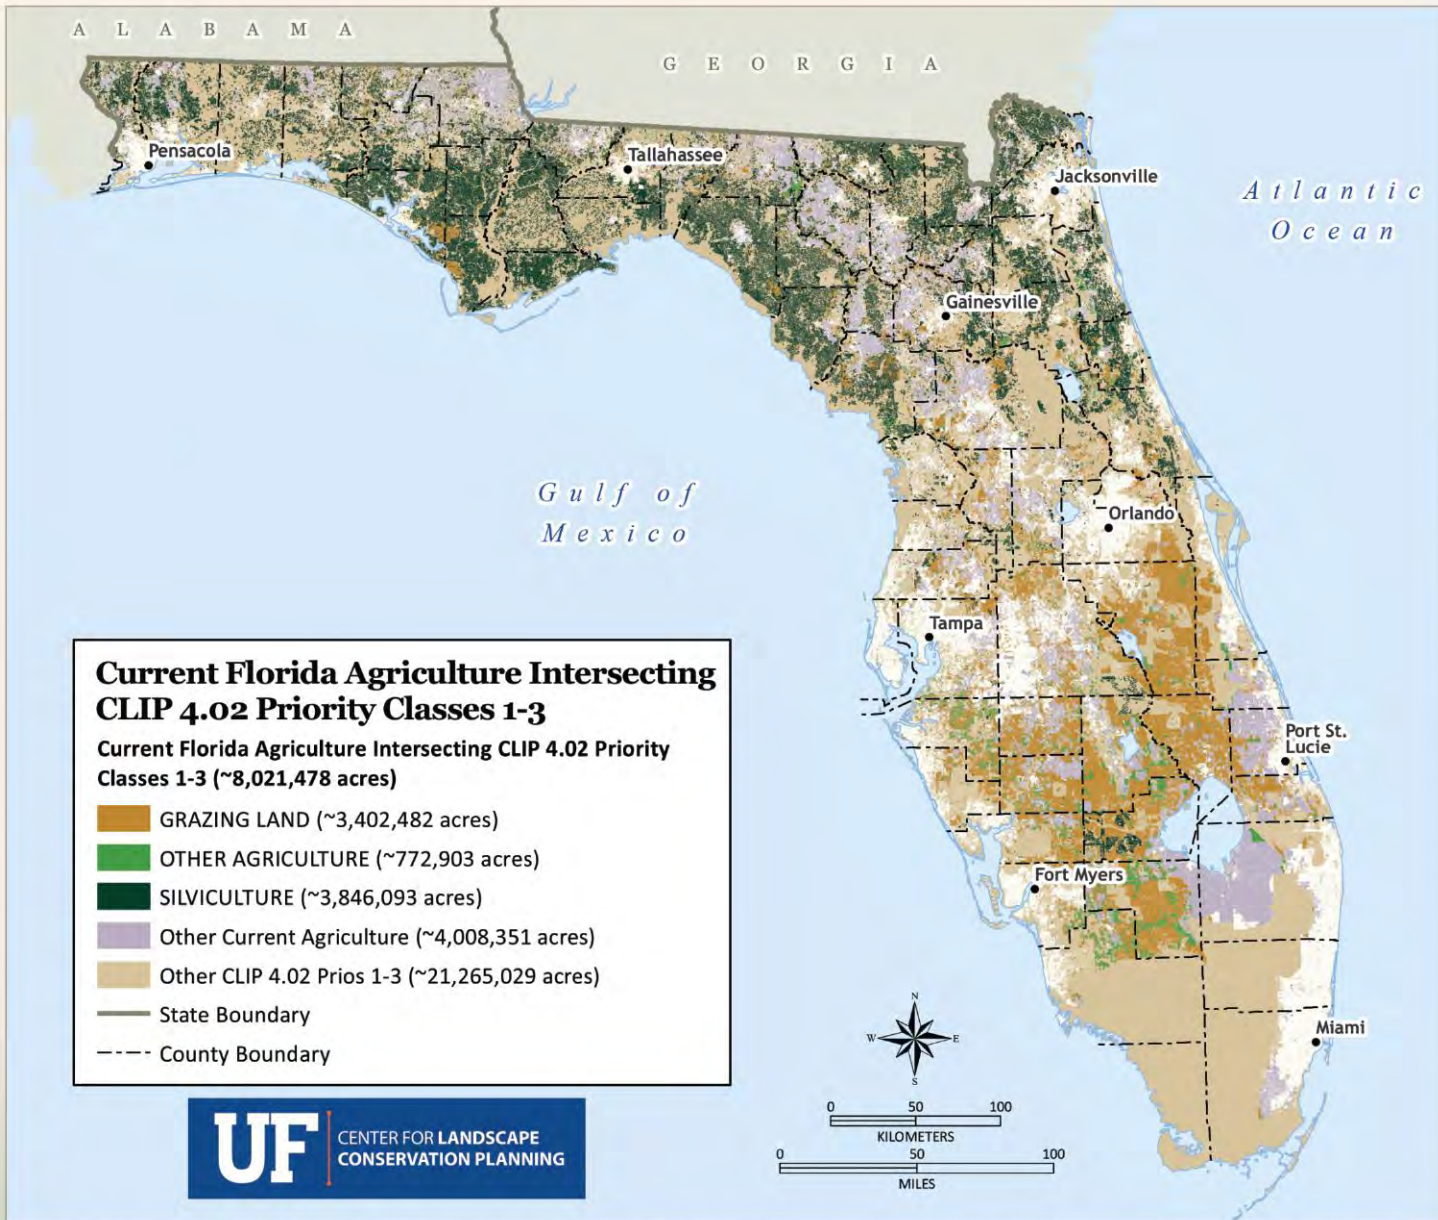 A L A B A M A
G E O R G I A
Pensacola
Tallahassee
Jacksonville
Atlantic
Ocean
Gainesville
Gulf of
Mexico
Orlando
Tampa
Port St.
Lucie
Fort Myers
Miami
Current Florida Agriculture Intersecting
CLIP 4.02 Priority Classes 1-3
Current Florida Agriculture Intersecting CLIP 4.02 Priority
Classes 1-3 (~8,021,478 acres)
GRAZING LAND (~3,402,482 acres)
OTHER AGRICULTURE (~772,903 acres)
SILVICULTURE (~3,846,093 acres)
Other Current Agriculture (~4,008,351 acres)
Other CLIP 4.02 Prios 1-3 (~21,265,029 acres)
State Boundary
County Boundary
N
W E
S
0 50 100
KILOMETERS
0 50 100
MILES
UF CENTER FOR LANDSCAPE
CONSERVATION PLANNING